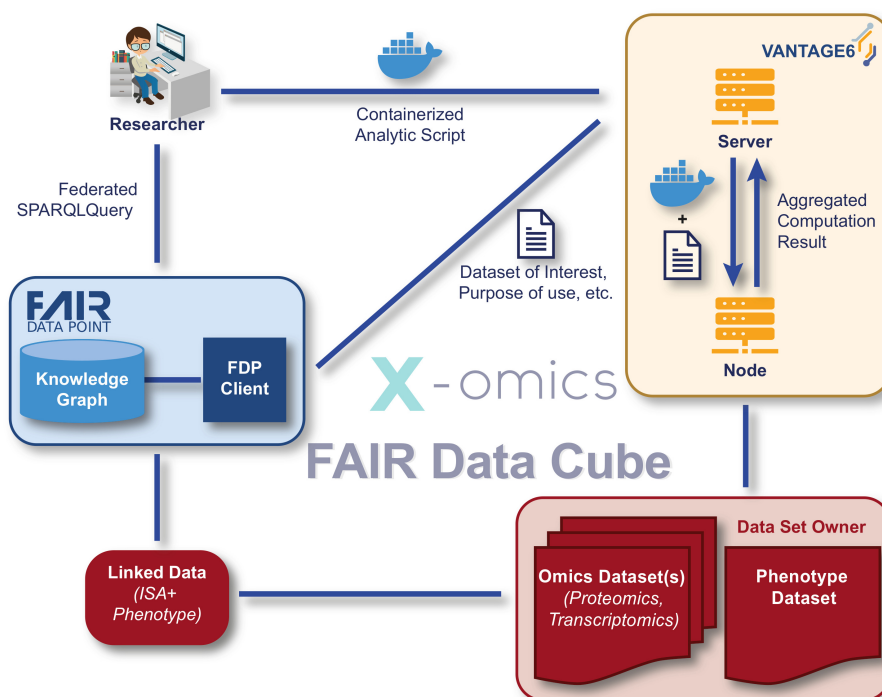 VANTAGE6
Researcher
Containerized
Analytic Script
Server
Federated
SPARQLQuery
+
Aggregated
Computation
Result
Dataset of Interest,
Purpose of use, etc.
FAIR
DATA POINT
Knowledge
Graph
FDP
Client
Node
X-omics
FAIR Data Cube
Data Set Owner
Linked Data
(ISA+
Phenotype)
Omics Dataset(s)
(Proteomics,
Transcriptomics)
Phenotype
Dataset